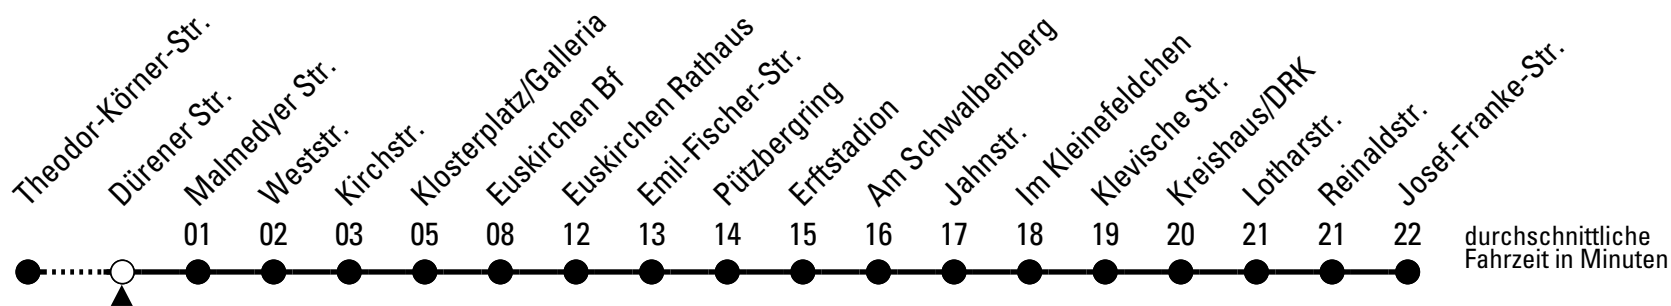 Theodor-Körner-Str.
Dürener Str.
Malmedyer Str.
Weststr.
Kirchstr.
Klosterplatz/Galleria
Euskirchen Bf
Euskirchen Rathaus
Emil-Fischer-Str.
Pützbergring
Erftstadion
Am Schwalbenberg
Jahnstr.
Im Kleinefeldchen
Klevische Str.
Kreishaus/DRK
Lotharstr.
Reinaldstr.
Josef-Franke-Str.
01 02 03 05 08 12 13 14 15 16 17 18 19 20 21 21 22
durchschnittliche
Fahrzeit in Minuten